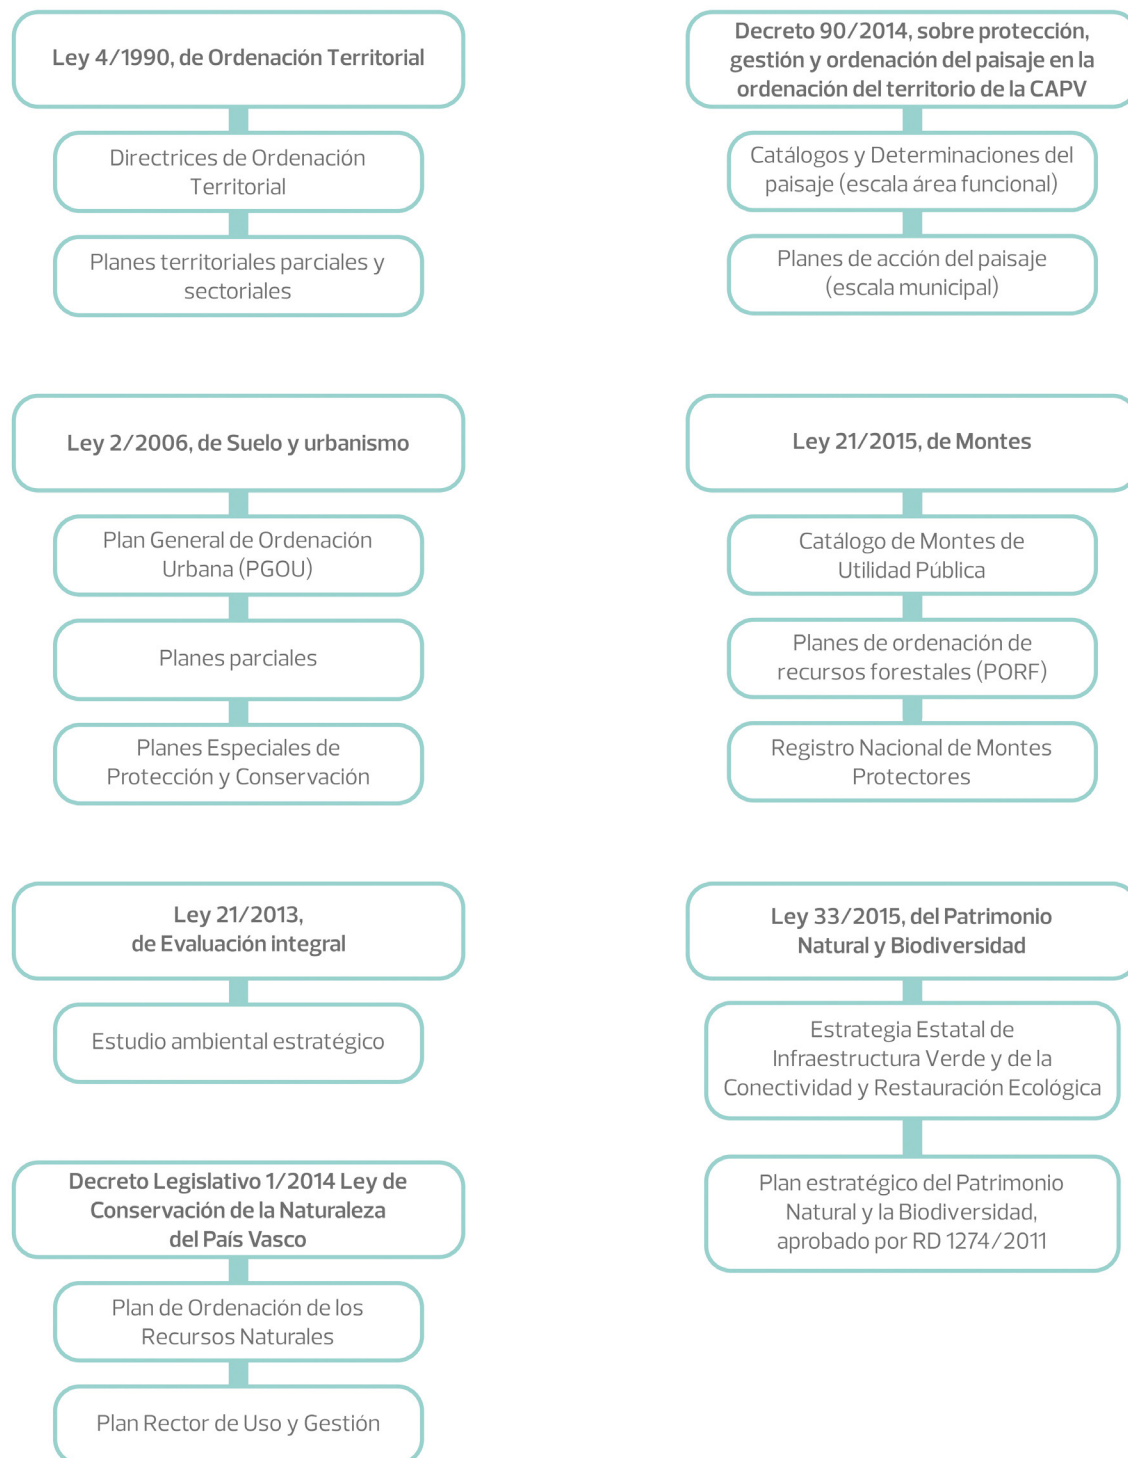 Ley 4/1990, de Ordenación Territorial
Directrices de Ordenación
Territorial
Planes territoriales parciales y
sectoriales
Decreto 90/2014, sobre protección,
gestión y ordenación del paisaje en la
ordenación del territorio de la CAPV
Catálogos y Determinaciones del
paisaje (escala área funcional)
Planes de acción del paisaje
(escala municipal)
Ley 2/2006, de Suelo y urbanismo
Plan General de Ordenación
Urbana (PGOU)
Planes parciales
Planes Especiales de
Protección y Conservación
Ley 21/2015, de Montes
Catálogo de Montes de
Utilidad Pública
Planes de ordenación de
recursos forestales (PORF)
Registro Nacional de Montes
Protectores
Ley 21/2013,
de Evaluación integral
Estudio ambiental estratégico
Ley 33/2015, del Patrimonio
Natural y Biodiversidad
Estrategia Estatal de
Infraestructura Verde y de la
Conectividad y Restauración Ecológica
Plan estratégico del Patrimonio
Natural y la Biodiversidad,
aprobado por RD 1274/2011
Decreto Legislativo 1/2014 Ley de
Conservación de la Naturaleza
del País Vasco
Plan de Ordenación de los
Recursos Naturales
Plan Rector de Uso y Gestión